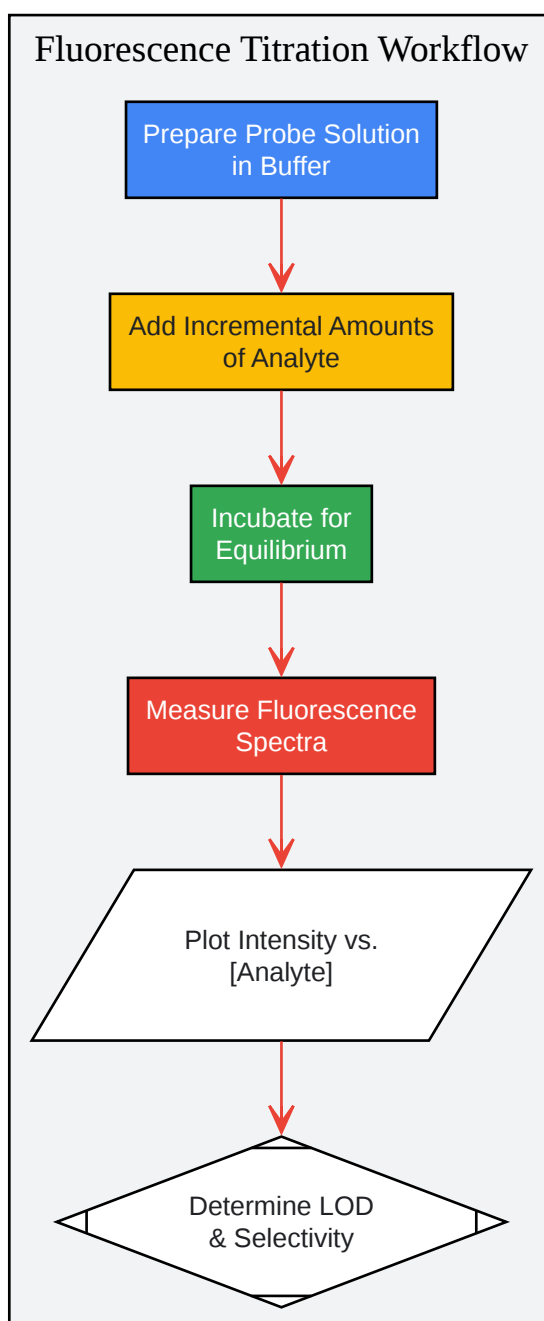 Fluorescence Titration Workflow
Prepare Probe Solution
in Buffer
Add Incremental Amounts
of Analyte
Incubate for
Equilibrium
Measure Fluorescence
Spectra
Plot Intensity vs.
[Analyte]
Determine LOD
& Selectivity